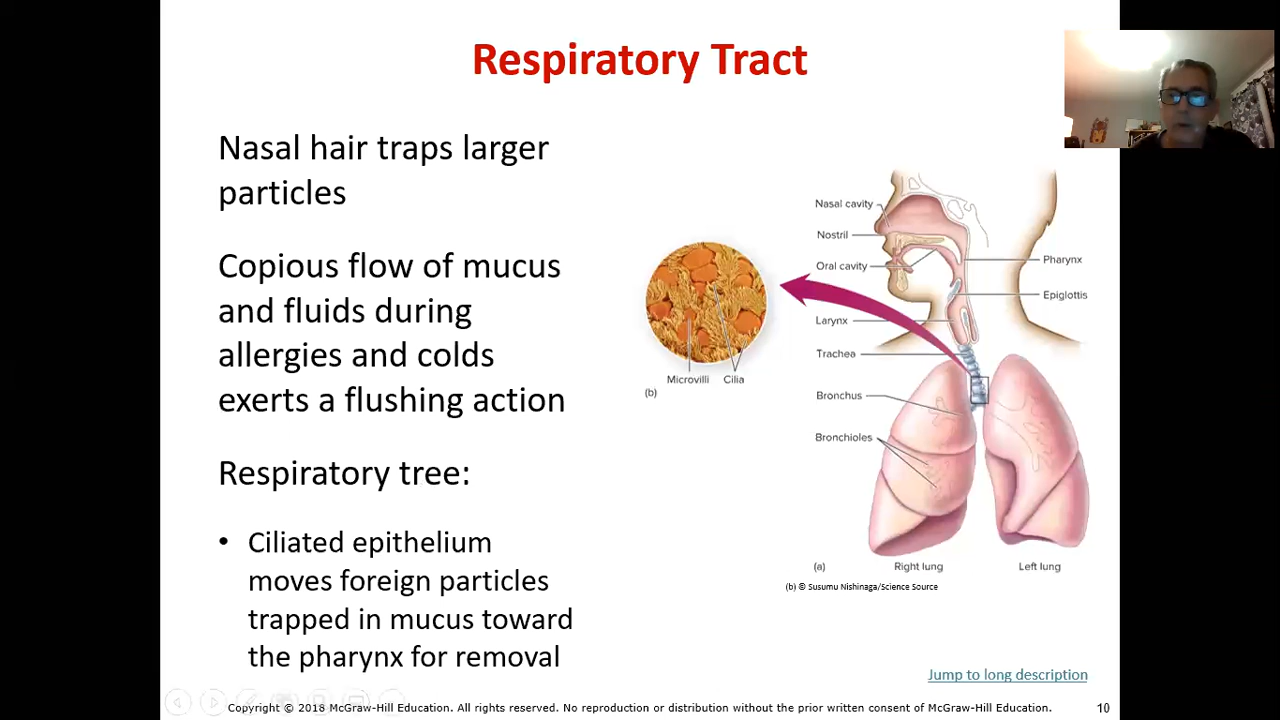 Respiratory Tract
Nasal hair traps larger
particles
Copious flow of mucus
and fluids during
allergies and colds
exerts a flushing action
Respiratory tree:
• Ciliated epithelium
moves foreign particles
trapped in mucus toward
the pharynx for removal
Microvilli Cilia
(b)
Nasal cavity
Nostril
Oral cavity
Pharynx
Epiglottis
Larynx
Trachea
Bronchus
Bronchioles
(a) Right lung Left lung
(b) © Susumu Nishinaga/Science Source
Jump to long description
Copyright © 2018 McGraw-Hill Education. All rights reserved. No reproduction or distribution without the prior written consent of McGraw-Hill Education. 10